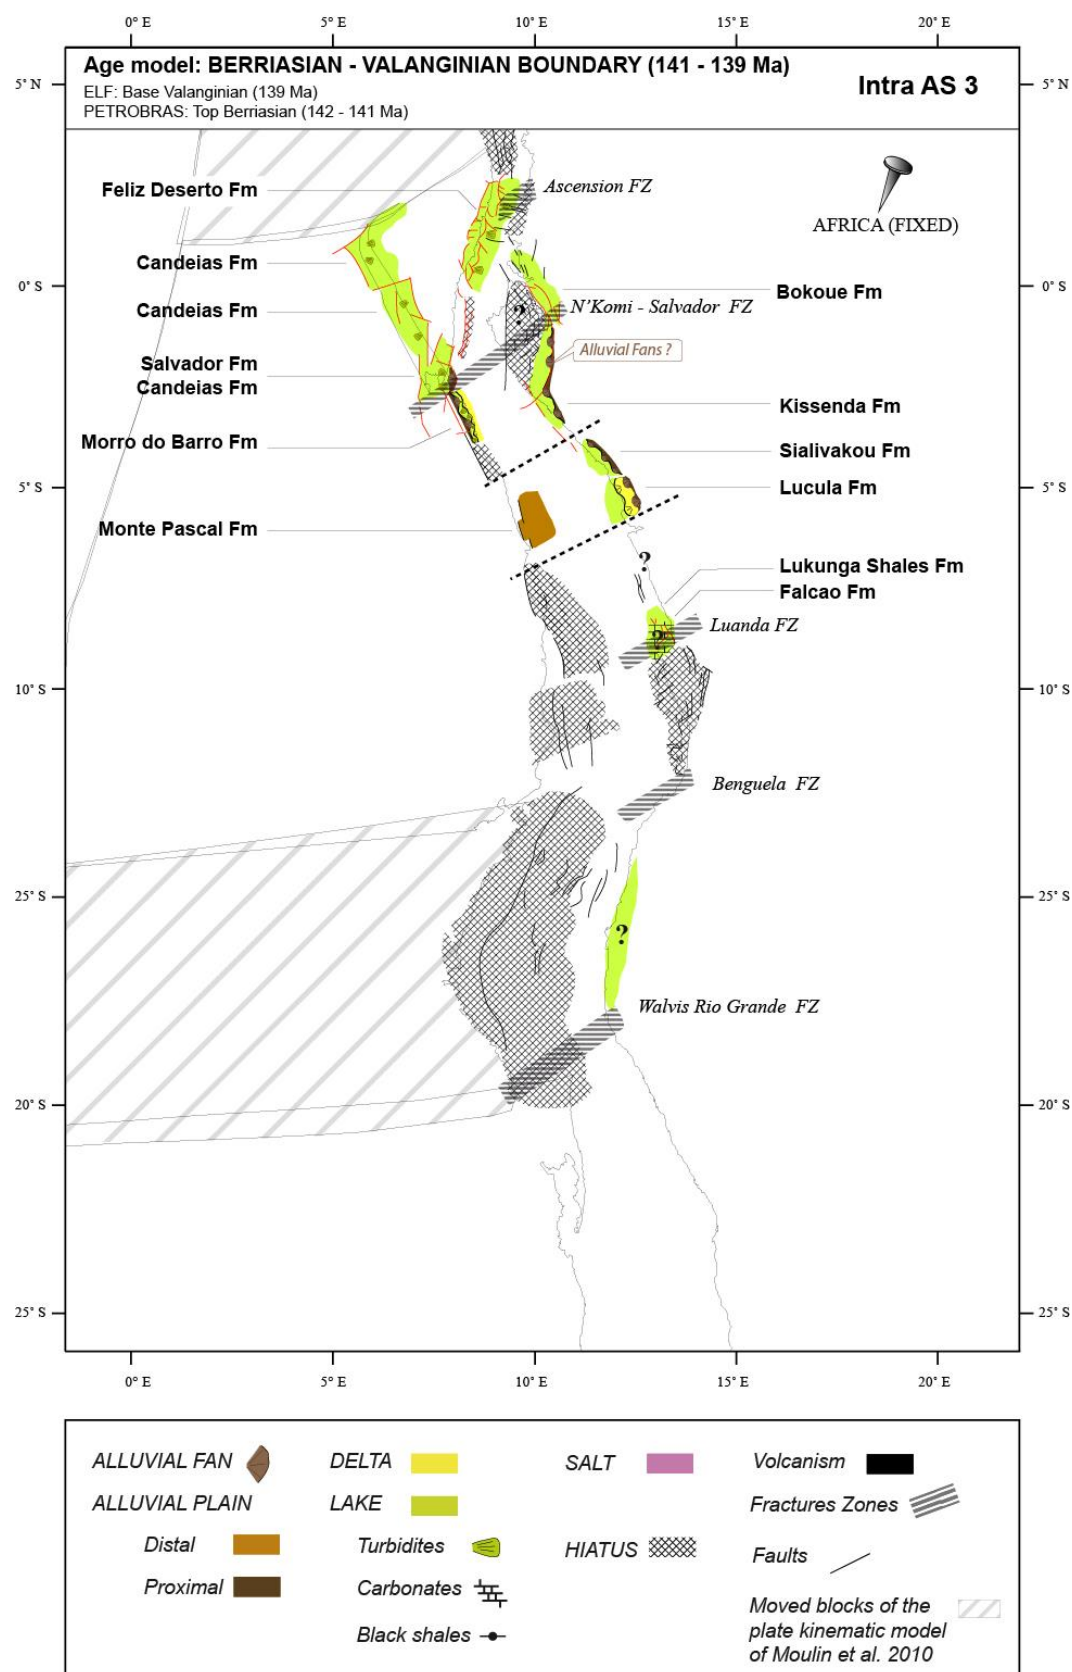 0° E 5° E 10° E 15° E 20° E
Age model: BERRIASIAN - VALANGINIAN BOUNDARY (141 - 139 Ma)
ELF: Base Valanginian (139 Ma)
PETROBRAS: Top Berriasian (142 - 141 Ma)
Intra AS 3
5° N 5° N
Feliz Deserto Fm
Ascension FZ
AFRICA (FIXED)
Candeias Fm
0° S 0° S
Bokoue Fm
Candeias Fm
N'Komi - Salvador FZ
?
Alluvial Fans ?
Salvador Fm
Candeias Fm
Kissenda Fm
Morro do Barro Fm
Sialivakou Fm
5° S 5° S
Lucula Fm
Monte Pascal Fm
?
Lukunga Shales Fm
Falcao Fm
Luanda FZ
?
10° S 10° S
Benguela FZ
25° S 25° S
?
Walvis Rio Grande FZ
20° S 20° S
25° S 25° S
0° E 5° E 10° E 15° E 20° E
ALLUVIAL FAN DELTA SALT Volcanism
ALLUVIAL PLAIN LAKE Fractures Zones
Distal Turbidites HIATUS Faults
Proximal Carbonates
Black shales
Moved blocks of the
plate kinematic model
of Moulin et al. 2010